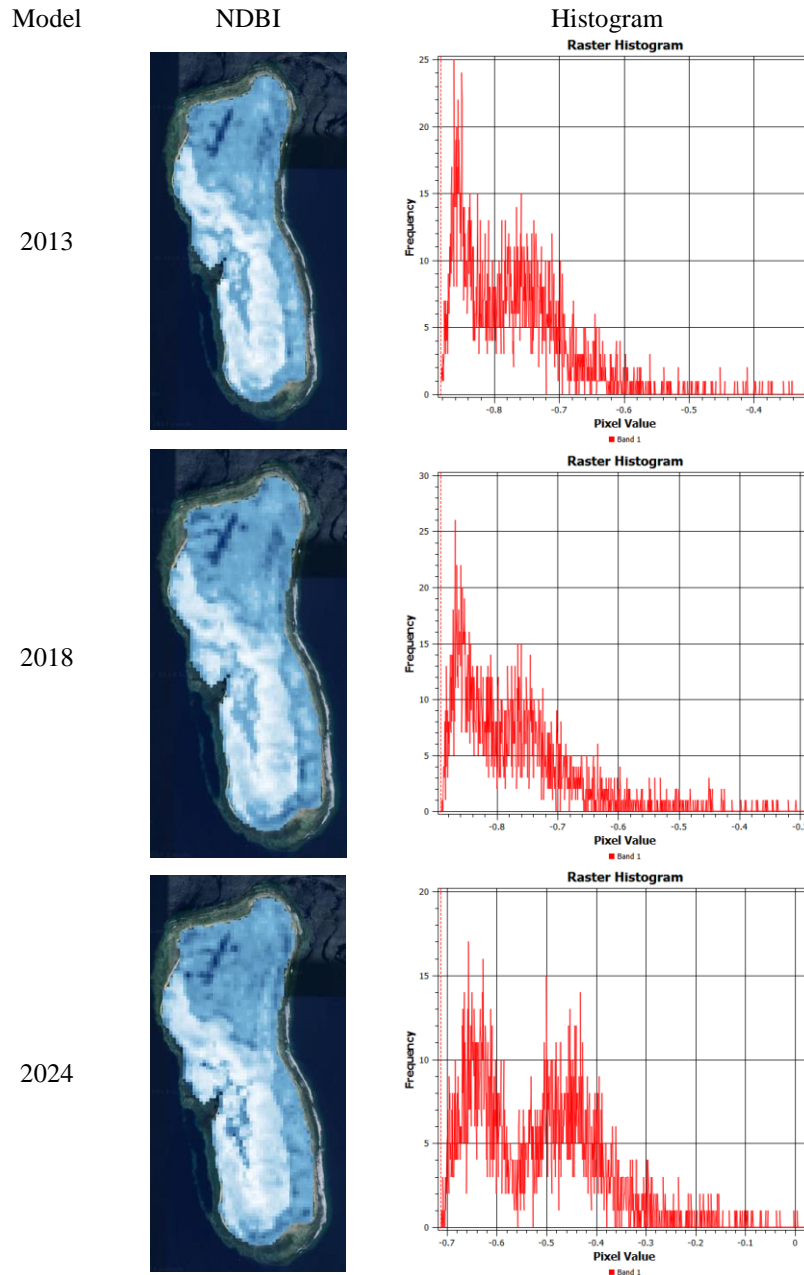 Model NDBI Histogram
2013
Raster Histogram
Frequency
25
20
15
10
5
0
-0.8 -0.7 -0.6 -0.5 -0.4
Pixel Value
Band 1
2018
Raster Histogram
Frequency
30
25
20
15
10
5
0
-0.8 -0.7 -0.6 -0.5 -0.4 -0.3
Pixel Value
Band 1
2024
Raster Histogram
Frequency
20
15
10
5
0
-0.7 -0.6 -0.5 -0.4 -0.3 -0.2 -0.1 0
Pixel Value
Band 1